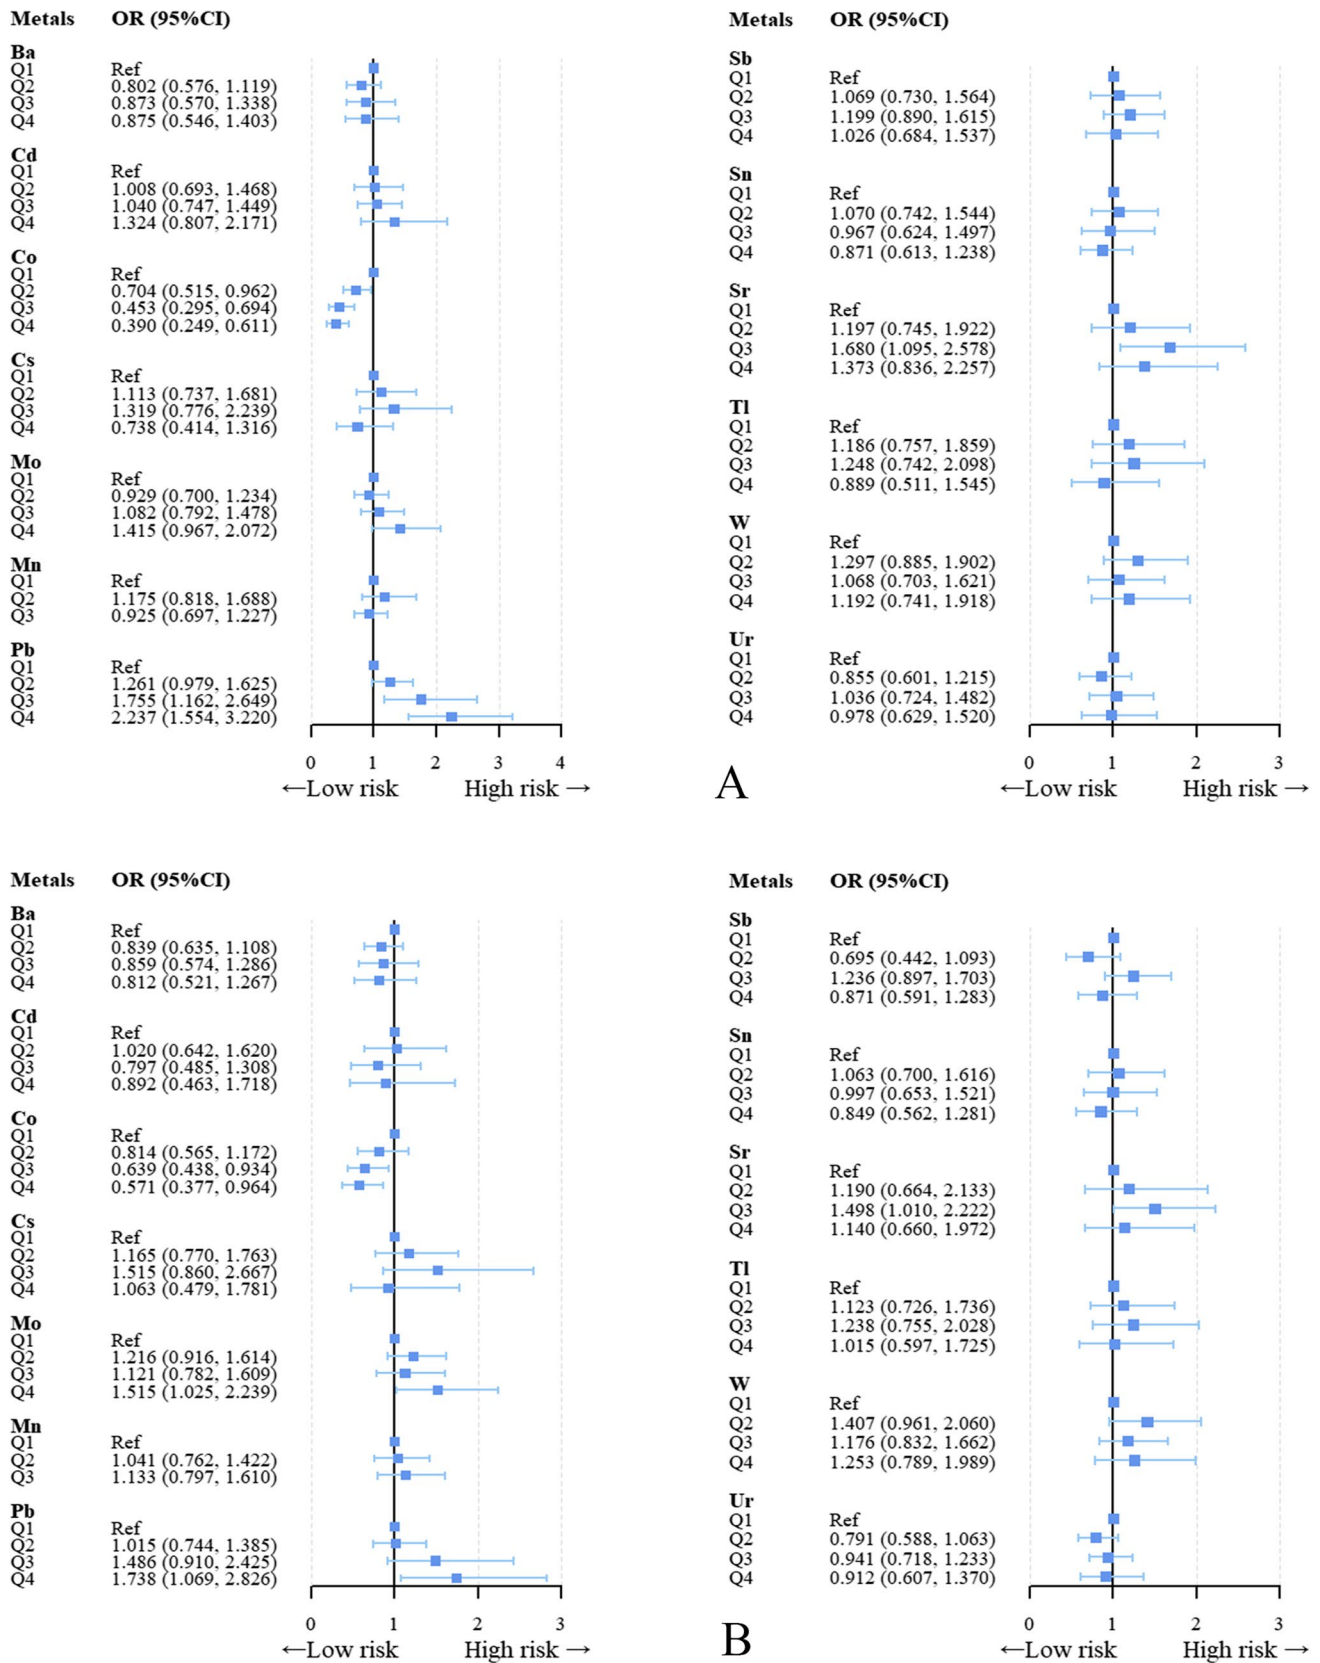 Metals OR (95%CI)
Ba
Q1 Ref
Q2 0.802 (0.576, 1.119)
Q3 0.873 (0.570, 1.338)
Q4 0.875 (0.546, 1.403)
Cd
Q1 Ref
Q2 1.008 (0.693, 1.468)
Q3 1.040 (0.747, 1.449)
Q4 1.324 (0.807, 2.171)
Co
Q1 Ref
Q2 0.704 (0.515, 0.962)
Q3 0.453 (0.295, 0.694)
Q4 0.390 (0.249, 0.611)
Cs
Q1 Ref
Q2 1.113 (0.737, 1.681)
Q3 1.319 (0.776, 2.239)
Q4 0.738 (0.414, 1.316)
Mo
Q1 Ref
Q2 0.929 (0.700, 1.234)
Q3 1.082 (0.792, 1.478)
Q4 1.415 (0.967, 2.072)
Mn
Q1 Ref
Q2 1.175 (0.818, 1.688)
Q3 0.925 (0.697, 1.227)
Pb
Q1 Ref
Q2 1.261 (0.979, 1.625)
Q3 1.755 (1.162, 2.649)
Q4 2.237 (1.554, 3.220)
0 1 2 3 4
←Low risk High risk →
Metals OR (95%CI)
Sb
Q1 Ref
Q2 1.069 (0.730, 1.564)
Q3 1.199 (0.890, 1.615)
Q4 1.026 (0.684, 1.537)
Sn
Q1 Ref
Q2 1.070 (0.742, 1.544)
Q3 0.967 (0.624, 1.497)
Q4 0.871 (0.613, 1.238)
Sr
Q1 Ref
Q2 1.197 (0.745, 1.922)
Q3 1.680 (1.095, 2.578)
Q4 1.373 (0.836, 2.257)
Tl
Q1 Ref
Q2 1.186 (0.757, 1.859)
Q3 1.248 (0.742, 2.098)
Q4 0.889 (0.511, 1.545)
W
Q1 Ref
Q2 1.297 (0.885, 1.902)
Q3 1.068 (0.703, 1.621)
Q4 1.192 (0.741, 1.918)
Ur
Q1 Ref
Q2 0.855 (0.601, 1.215)
Q3 1.036 (0.724, 1.482)
Q4 0.978 (0.629, 1.520)
0 1 2 3
←Low risk High risk →
A
Metals OR (95%CI)
Ba
Q1 Ref
Q2 0.839 (0.635, 1.108)
Q3 0.859 (0.574, 1.286)
Q4 0.812 (0.521, 1.267)
Cd
Q1 Ref
Q2 1.020 (0.642, 1.620)
Q3 0.797 (0.485, 1.308)
Q4 0.892 (0.463, 1.718)
Co
Q1 Ref
Q2 0.814 (0.565, 1.172)
Q3 0.639 (0.438, 0.934)
Q4 0.571 (0.377, 0.964)
Cs
Q1 Ref
Q2 1.165 (0.770, 1.763)
Q3 1.515 (0.860, 2.667)
Q4 1.063 (0.479, 1.781)
Mo
Q1 Ref
Q2 1.216 (0.916, 1.614)
Q3 1.121 (0.782, 1.609)
Q4 1.515 (1.025, 2.239)
Mn
Q1 Ref
Q2 1.041 (0.762, 1.422)
Q3 1.133 (0.797, 1.610)
Pb
Q1 Ref
Q2 1.015 (0.744, 1.385)
Q3 1.486 (0.910, 2.425)
Q4 1.738 (1.069, 2.826)
0 1 2 3
←Low risk High risk →
Metals OR (95%CI)
Sb
Q1 Ref
Q2 0.695 (0.442, 1.093)
Q3 1.236 (0.897, 1.703)
Q4 0.871 (0.591, 1.283)
Sn
Q1 Ref
Q2 1.063 (0.700, 1.616)
Q3 0.997 (0.653, 1.521)
Q4 0.849 (0.562, 1.281)
Sr
Q1 Ref
Q2 1.190 (0.664, 2.133)
Q3 1.498 (1.010, 2.222)
Q4 1.140 (0.660, 1.972)
Tl
Q1 Ref
Q2 1.123 (0.726, 1.736)
Q3 1.238 (0.755, 2.028)
Q4 1.015 (0.597, 1.725)
W
Q1 Ref
Q2 1.407 (0.961, 2.060)
Q3 1.176 (0.832, 1.662)
Q4 1.253 (0.789, 1.989)
Ur
Q1 Ref
Q2 0.791 (0.588, 1.063)
Q3 0.941 (0.718, 1.233)
Q4 0.912 (0.607, 1.370)
0 1 2 3
←Low risk High risk →
B